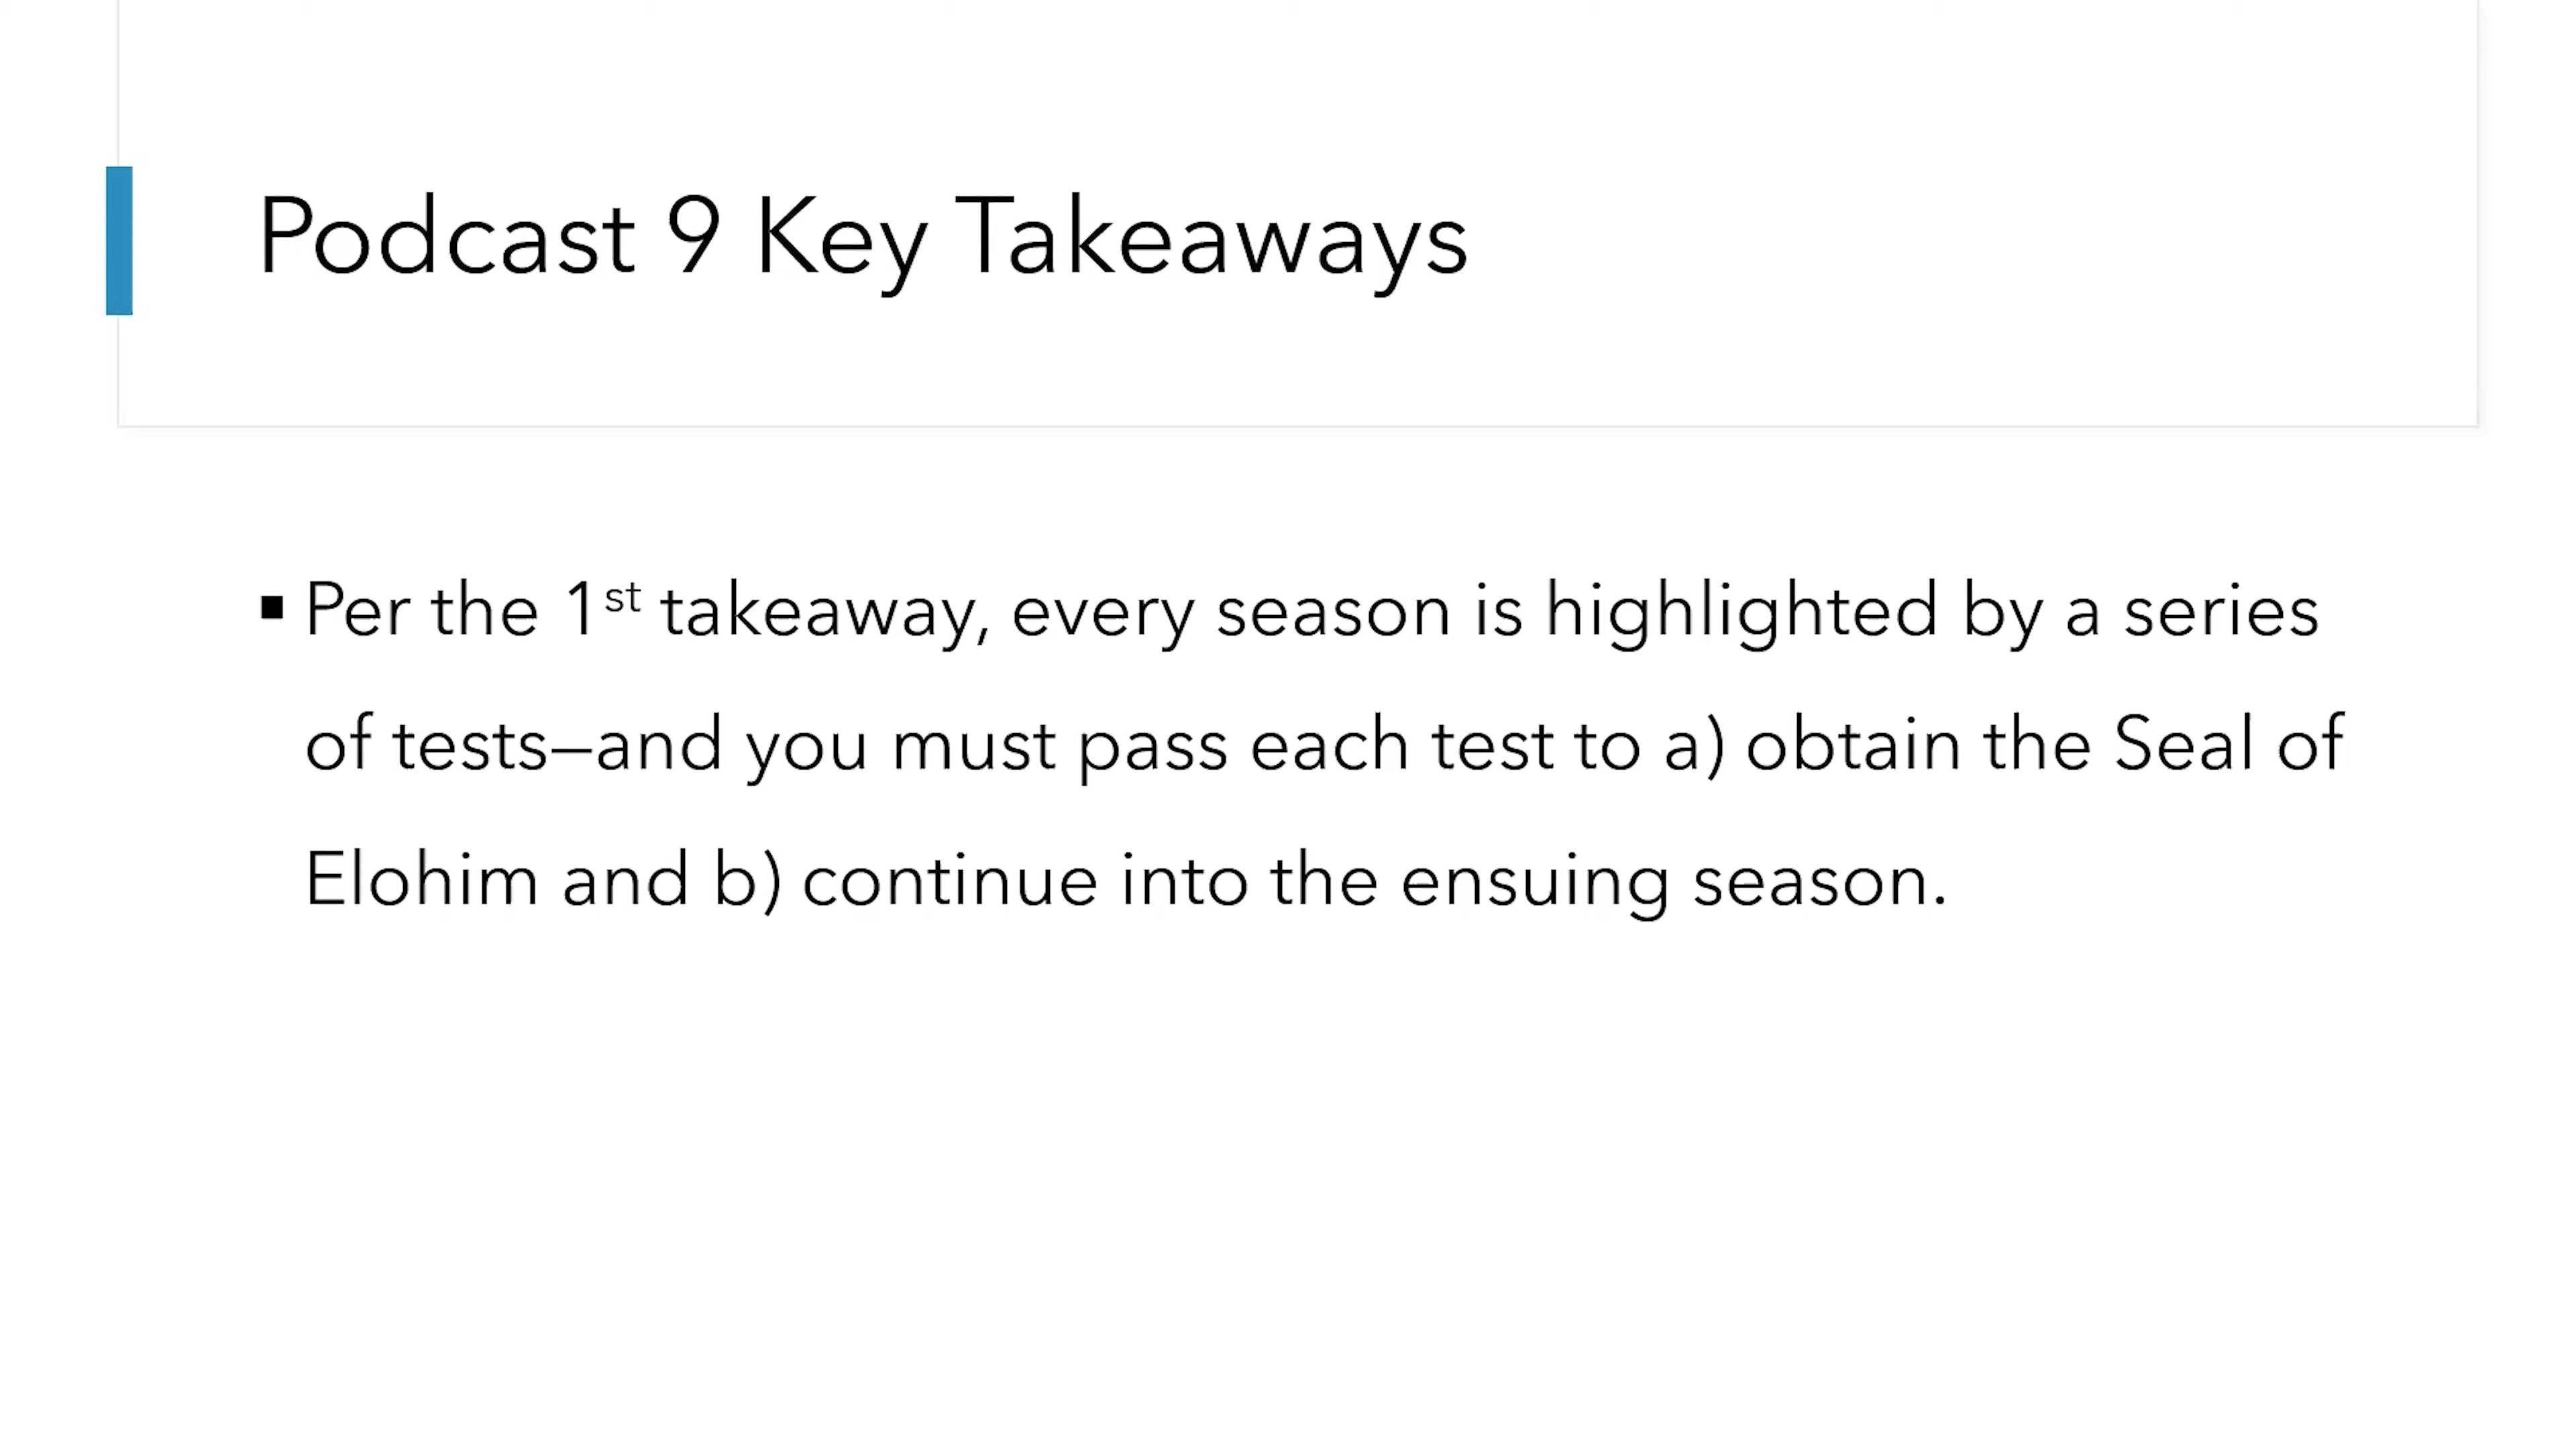 Podcast 9 Key Takeaways
▪ Per the 1st takeaway, every season is highlighted by a series
of tests—and you must pass each test to a) obtain the Seal of
Elohim and b) continue into the ensuing season.